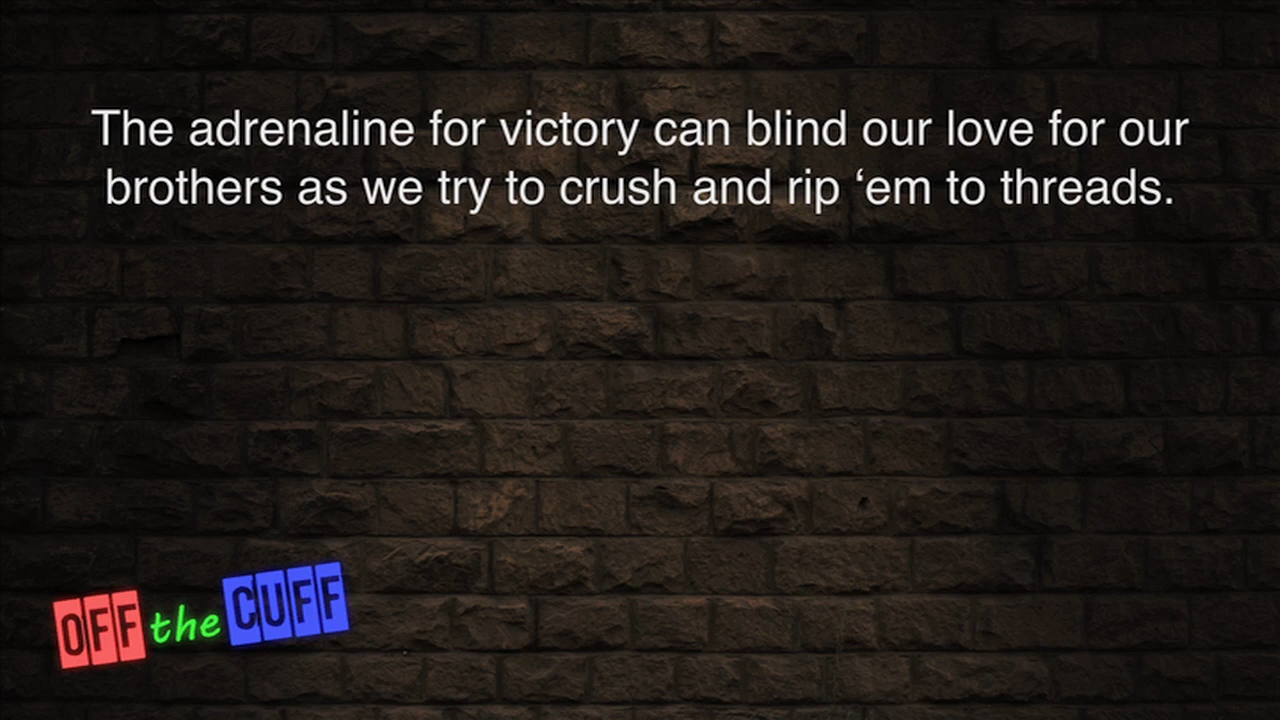 The adrenaline for victory can blind our love for our
brothers as we try to crush and rip ‘em to threads.
OFF the CUFF